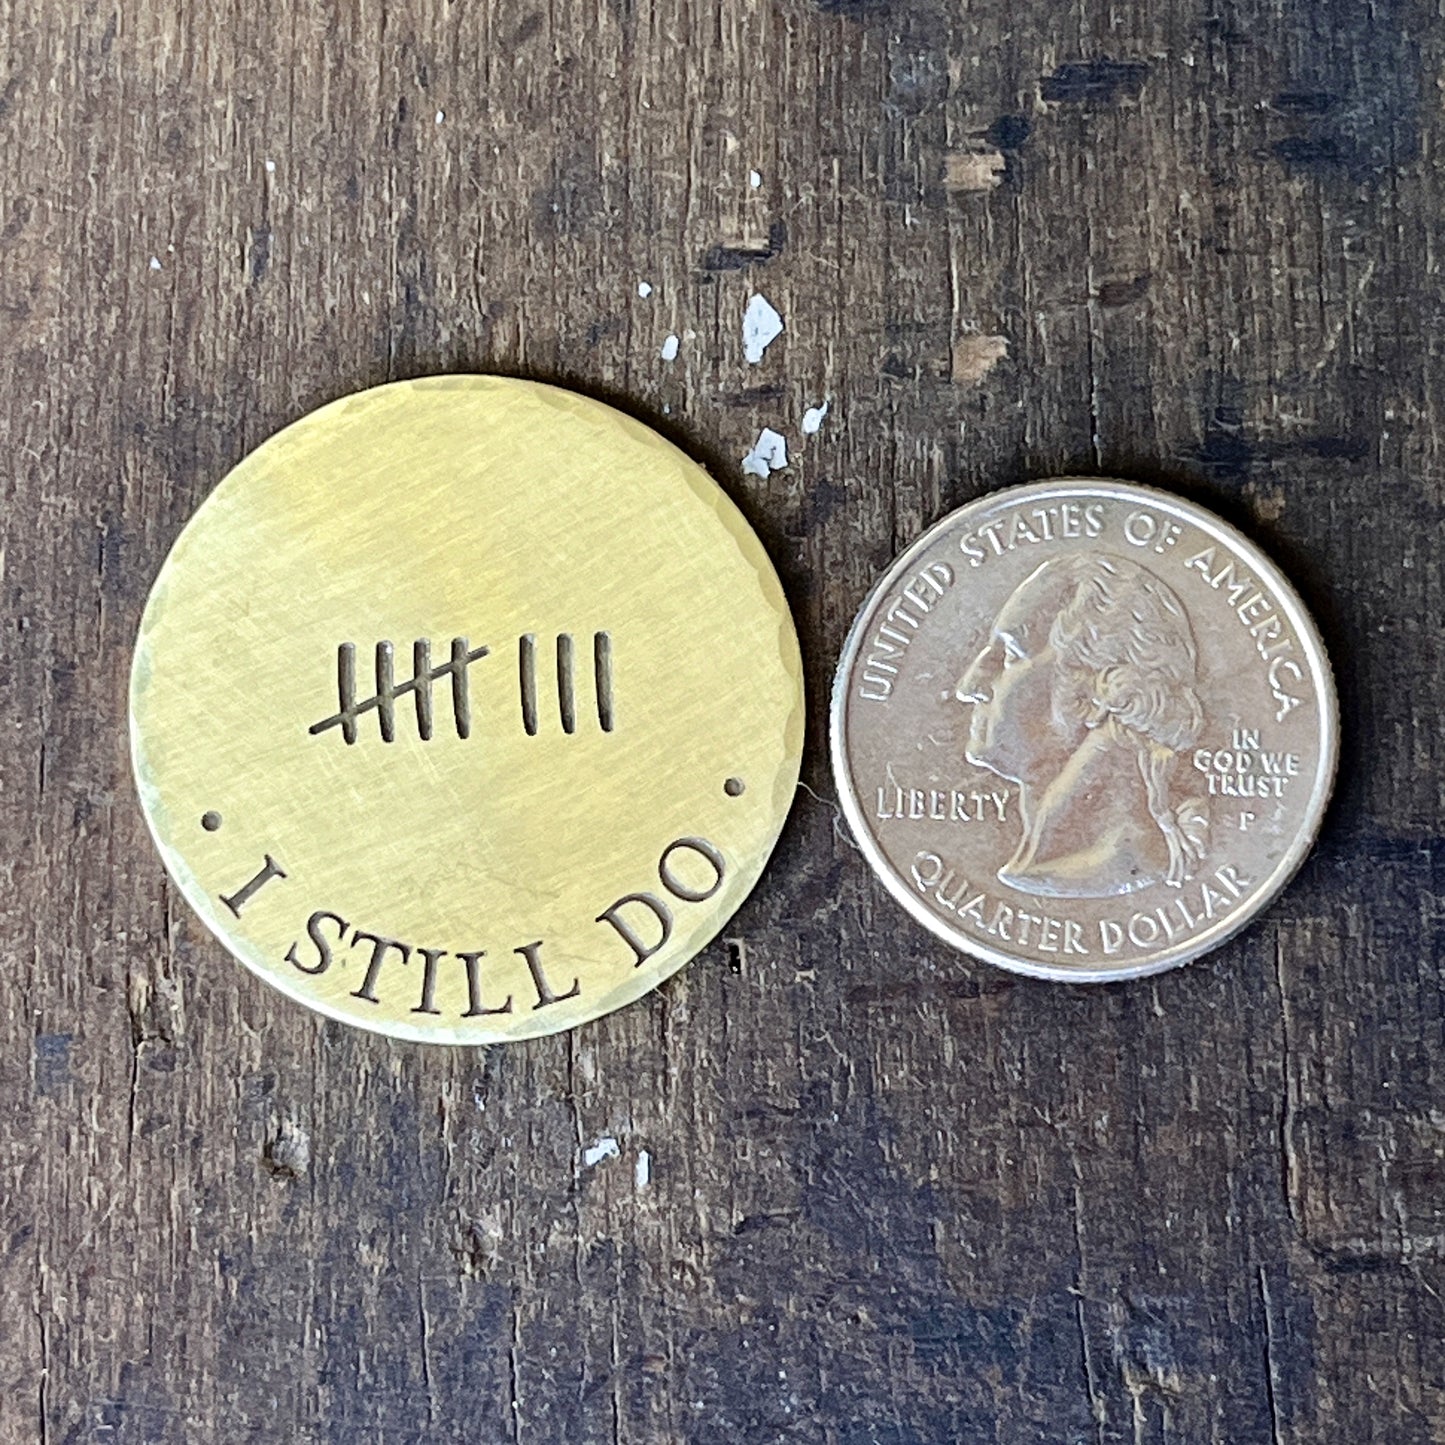 I STILL DO
UNITED STATES OF AMERICA
LIBERTY
IN
GOD WE
TRUST
P
QUARTER DOLLAR